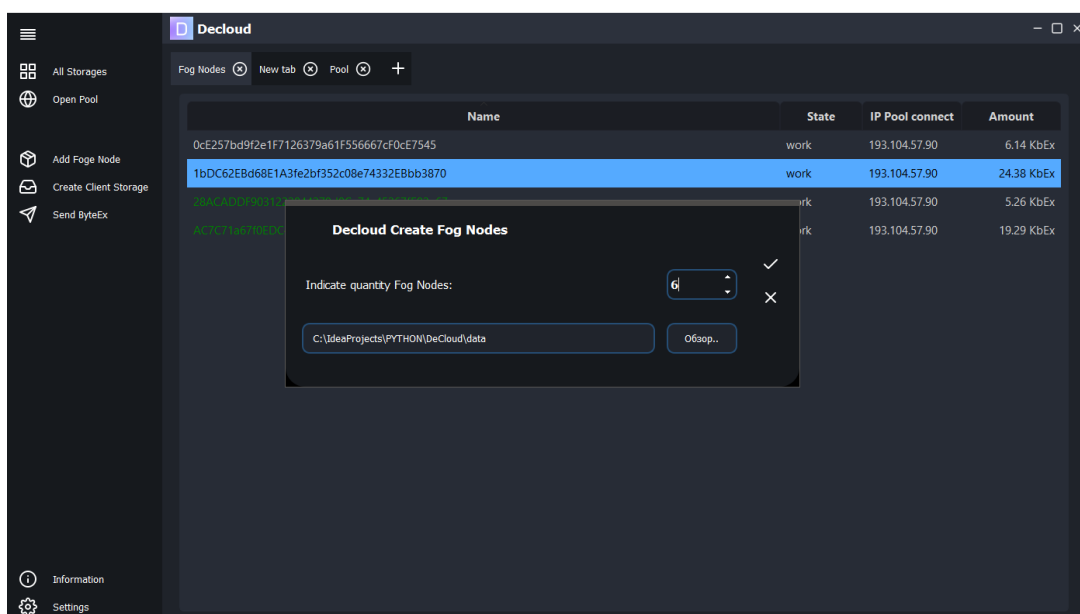 D Decloud
All Storages
Open Pool
Add Foge Node
Create Client Storage
Send ByteEx
Information
Settings
Fog Nodes New tab Pool
Name State IP Pool connect Amount
0cE257bd9f2e1F7126379a61F556667cF0cE7545 work 193.104.57.90 6.14 KbEx
1bDC62EBd68E1A3fe2bf352c08e74332EBbb3870 work 193.104.57.90 24.38 KbEx
193.104.57.90 5.26 KbEx
193.104.57.90 19.29 KbEx
Decloud Create Fog Nodes
Indicate quantity Fog Nodes: 6
C:\IdeaProjects\PYTHON\DeCloud\data Обзор..